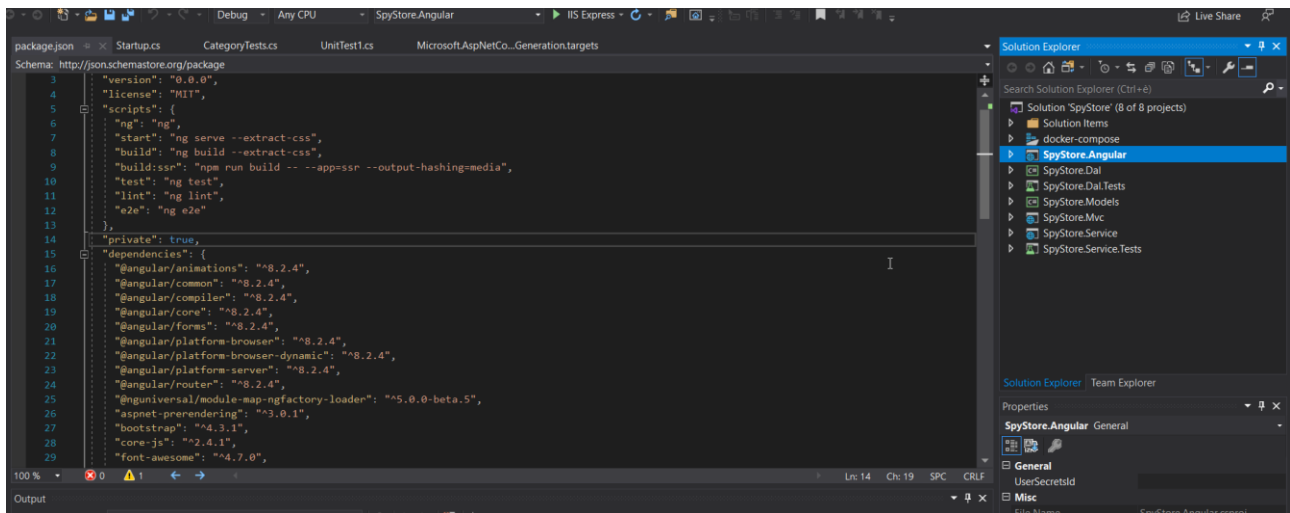 Debug Any CPU SpyStore.Angular IIS Express Live Share
package.json Startup.cs CategoryTests.cs UnitTest1.cs Microsoft.AspNetCo...Generation.targets
Schema: http://json.schemastore.org/package
3 "version": "0.0.0",
4 "license": "MIT",
5 "scripts": {
6 "ng": "ng",
7 "start": "ng serve --extract-css",
8 "build": "ng build --extract-css",
9 "build:ssr": "npm run build -- --app=ssr --output-hashing=media",
10 "test": "ng test",
11 "lint": "ng lint",
12 "e2e": "ng e2e"
13 },
14 "private": true,
15 "dependencies": {
16 "@angular/animations": "^8.2.4",
17 "@angular/common": "^8.2.4",
18 "@angular/compiler": "^8.2.4",
19 "@angular/core": "^8.2.4",
20 "@angular/forms": "^8.2.4",
21 "@angular/platform-browser": "^8.2.4",
22 "@angular/platform-browser-dynamic": "^8.2.4",
23 "@angular/platform-server": "^8.2.4",
24 "@angular/router": "^8.2.4",
25 "@nguniversal/module-map-ngfactory-loader": "^5.0.0-beta.5",
26 "aspnet-prerendering": "^3.0.1",
27 "bootstrap": "^4.3.1",
28 "core-js": "^2.4.1",
29 "font-awesome": "^4.7.0",
100 % 0 1 Ln: 14 Ch: 19 SPC CRLF
Output
Solution Explorer
Search Solution Explorer (Ctrl+é)
Solution 'SpyStore' (8 of 8 projects)
Solution Items
docker-compose
SpyStore.Angular
SpyStore.Dal
SpyStore.Dal.Tests
SpyStore.Models
SpyStore.Mvc
SpyStore.Service
SpyStore.Service.Tests
Solution Explorer Team Explorer
Properties
SpyStore.Angular General
General
UserSecretsId
Misc
File Name SpyStore.Angular.csproj